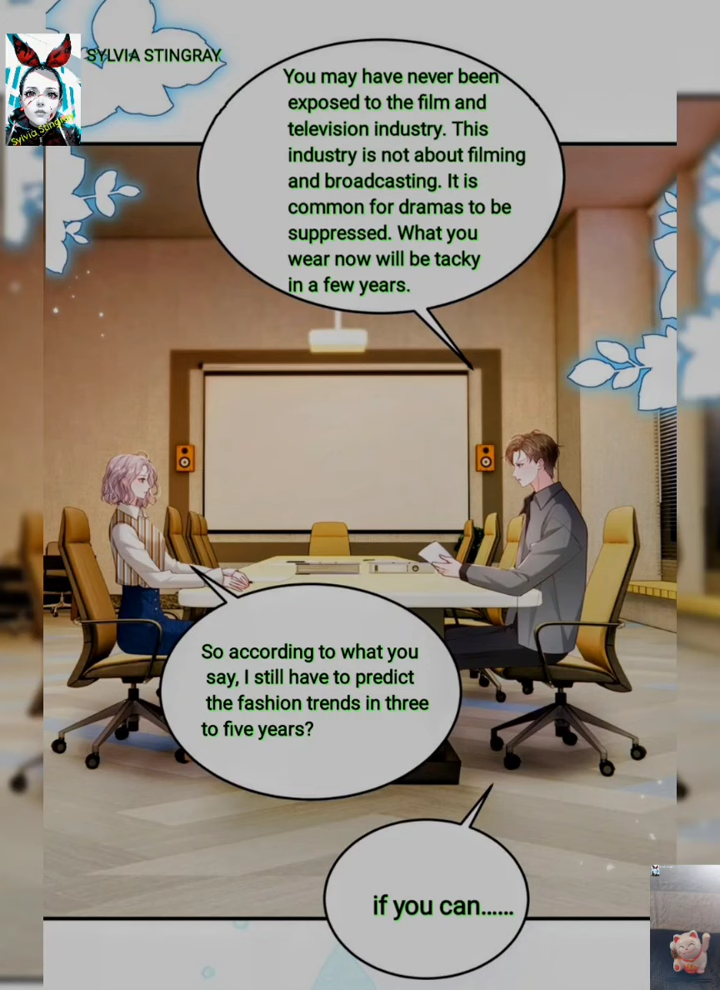 SYLVIA STINGRAY
Sylvia Stingray
You may have never been
exposed to the film and
television industry. This
industry is not about filming
and broadcasting. It is
common for dramas to be
suppressed. What you
wear now will be tacky
in a few years.
So according to what you
say, I still have to predict
the fashion trends in three
to five years?
if you can......